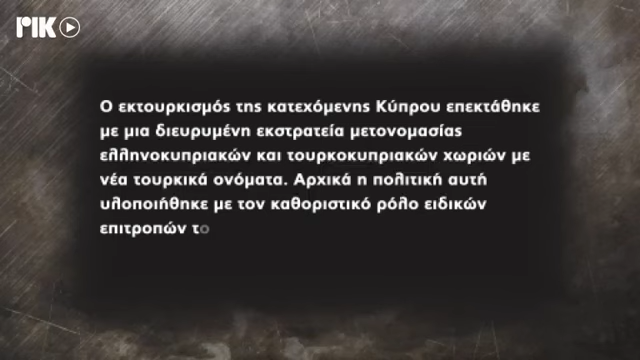 ΡΙΚ
Ο εκτουρκισμός της κατεχόμενης Κύπρου επεκτάθηκε
με μια διευρυμένη εκστρατεία μετονομασίας
ελληνοκυπριακών και τουρκοκυπριακών χωριών με
νέα τουρκικά ονόματα. Αρχικά η πολιτική αυτή
υλοποιήθηκε με τον καθοριστικό ρόλο ειδικών
επιτροπών το